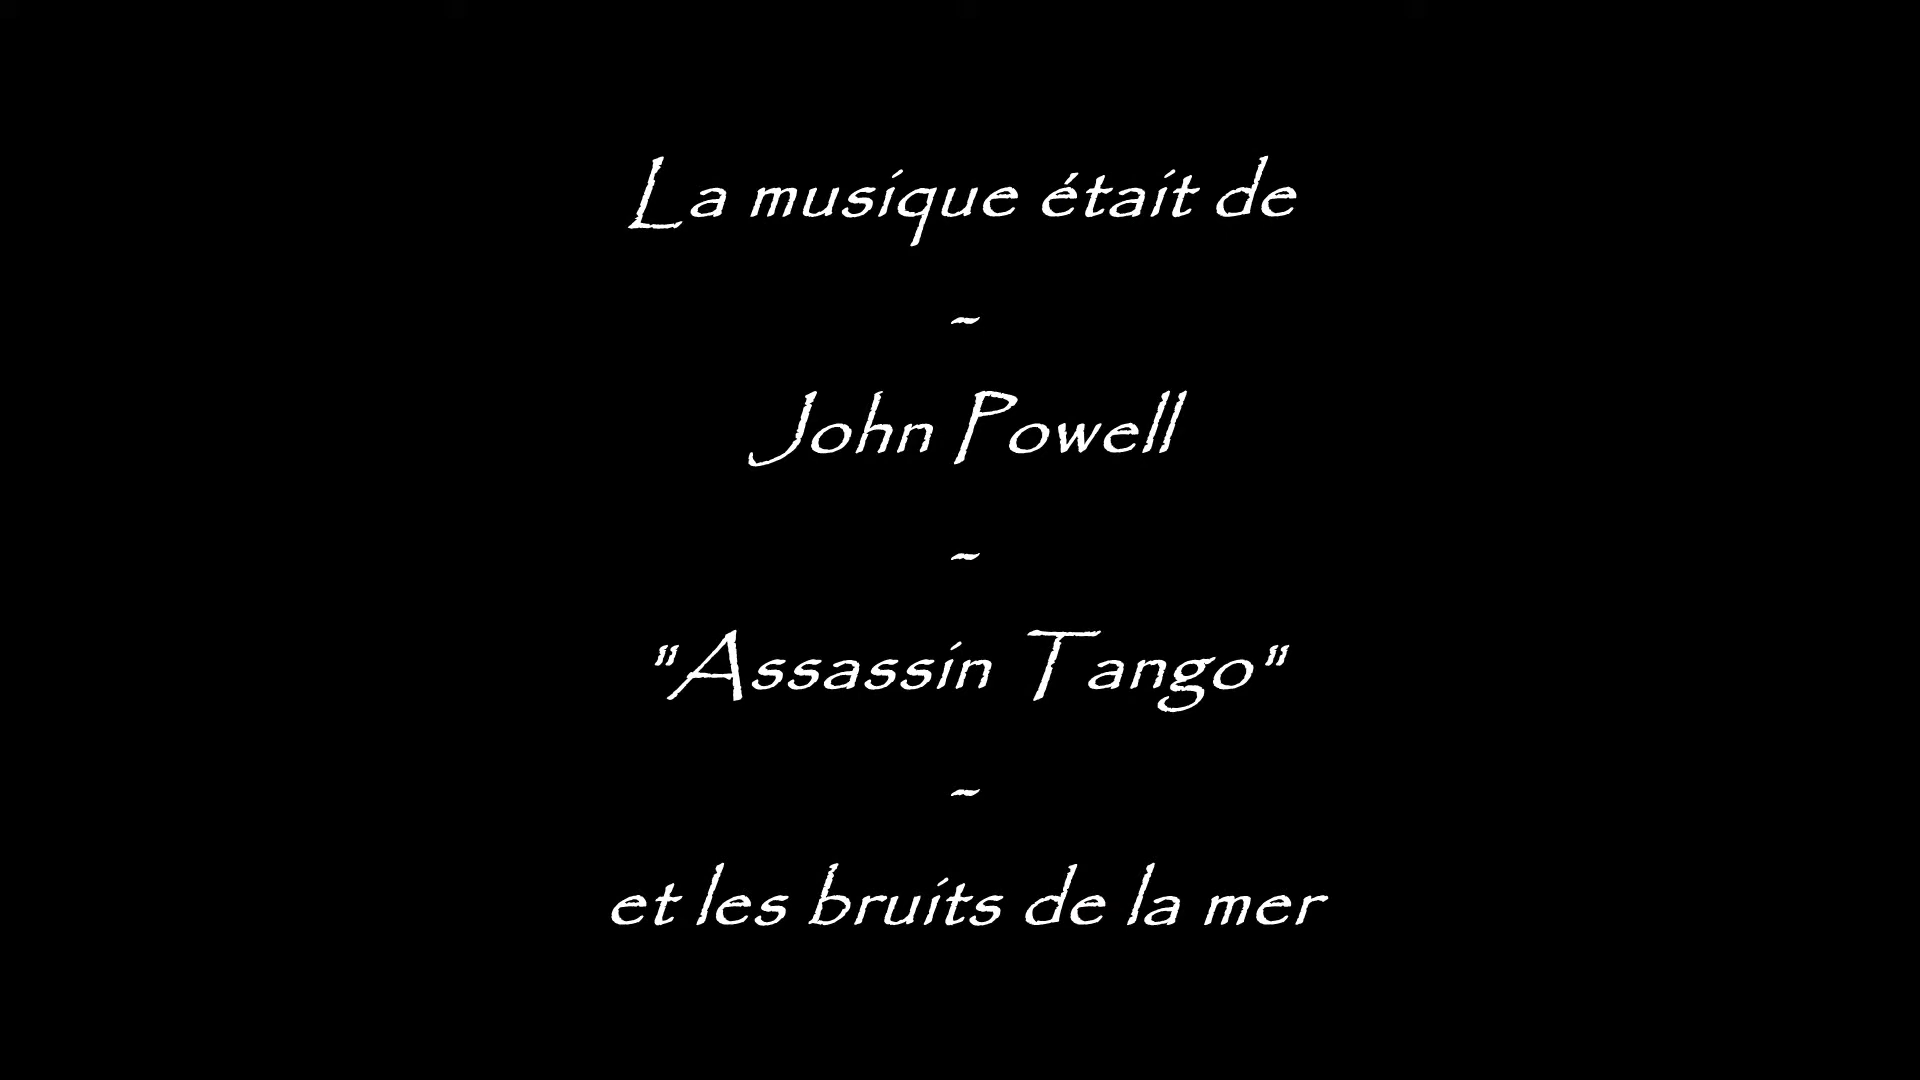 La musique était de
-
John Powell
-
"Assassin Tango"
-
et les bruits de la mer